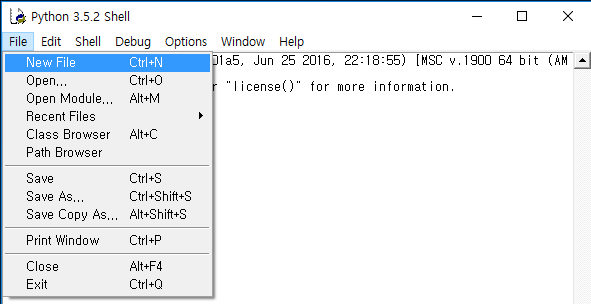 Python 3.5.2 Shell
File Edit Shell Debug Options Window Help
New File Ctrl+N
01a5, Jun 25 2016, 22:18:55) [MSC v.1900 64 bit (AM
Open... Ctrl+O
"license()" for more information.
Open Module... Alt+M
Recent Files
Class Browser Alt+C
Path Browser
Save Ctrl+S
Save As... Ctrl+Shift+S
Save Copy As... Alt+Shift+S
Print Window Ctrl+P
Close Alt+F4
Exit Ctrl+Q